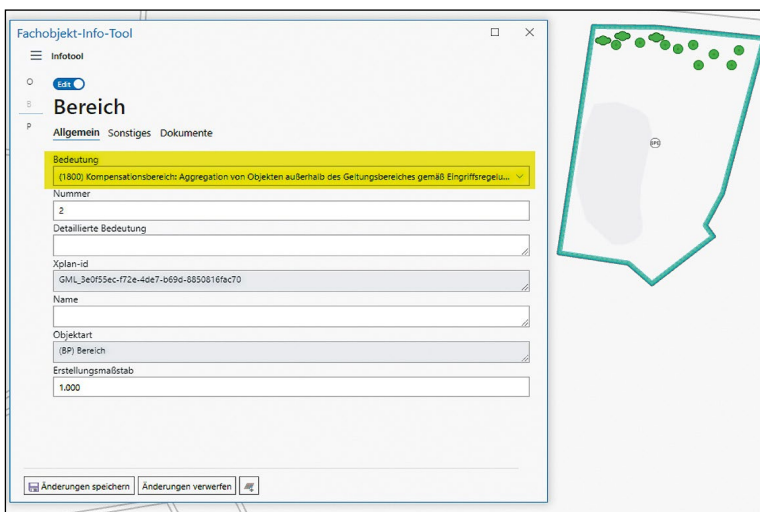 Fachobjekt-Info-Tool
Infotool
O
Edit
B
Bereich
P
Allgemein Sonstiges Dokumente
Bedeutung
(1800) Kompensationsbereich: Aggregation von Objekten außerhalb des Geltungsbereiches gemäß Eingriffsregelu...
Nummer
2
Detaillierte Bedeutung
Xplan-id
GML_3e0f55ec-f72e-4de7-b69d-8850816fac70
Name
Objektart
(BP) Bereich
Erstellungsmaßstab
1.000
Änderungen speichern Änderungen verwerfen